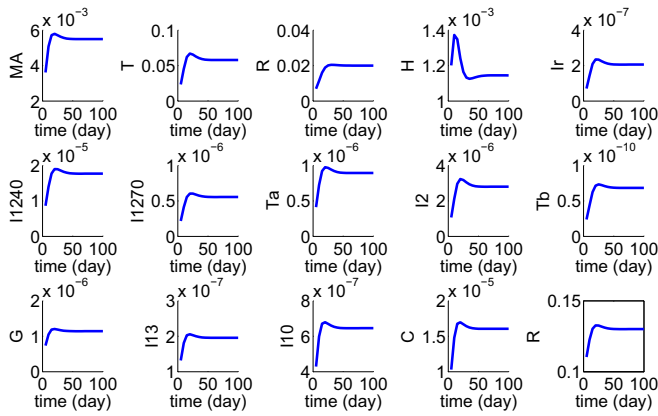 x 10⁻³
6
4
2
MA
0 50 100
time (day)
0.1
0.05
0
T
0 50 100
time (day)
0.04
0.02
0
R
0 50 100
time (day)
x 10⁻³
1.4
1.2
1
H
0 50 100
time (day)
x 10⁻⁷
4
2
0
Ir
0 50 100
time (day)
x 10⁻⁵
2
1
0
I1240
0 50 100
time (day)
x 10⁻⁶
1
0.5
0
I1270
0 50 100
time (day)
x 10⁻⁶
1
0.5
0
Ta
0 50 100
time (day)
x 10⁻⁶
4
2
0
I2
0 50 100
time (day)
x 10⁻¹⁰
1
0.5
0
Tb
0 50 100
time (day)
x 10⁻⁶
2
1
0
G
0 50 100
time (day)
x 10⁻⁷
3
2
1
I13
0 50 100
time (day)
x 10⁻⁷
8
6
4
I10
0 50 100
time (day)
x 10⁻⁵
2
1.5
1
C
0 50 100
time (day)
0.15
0.1
R
0 50 100
time (day)